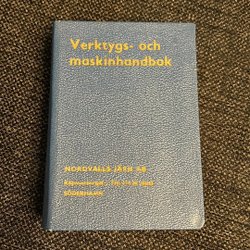 Verktygs- och
maskinhandbok
NORDVALLS JÄRN AB
SÖDERHAMN